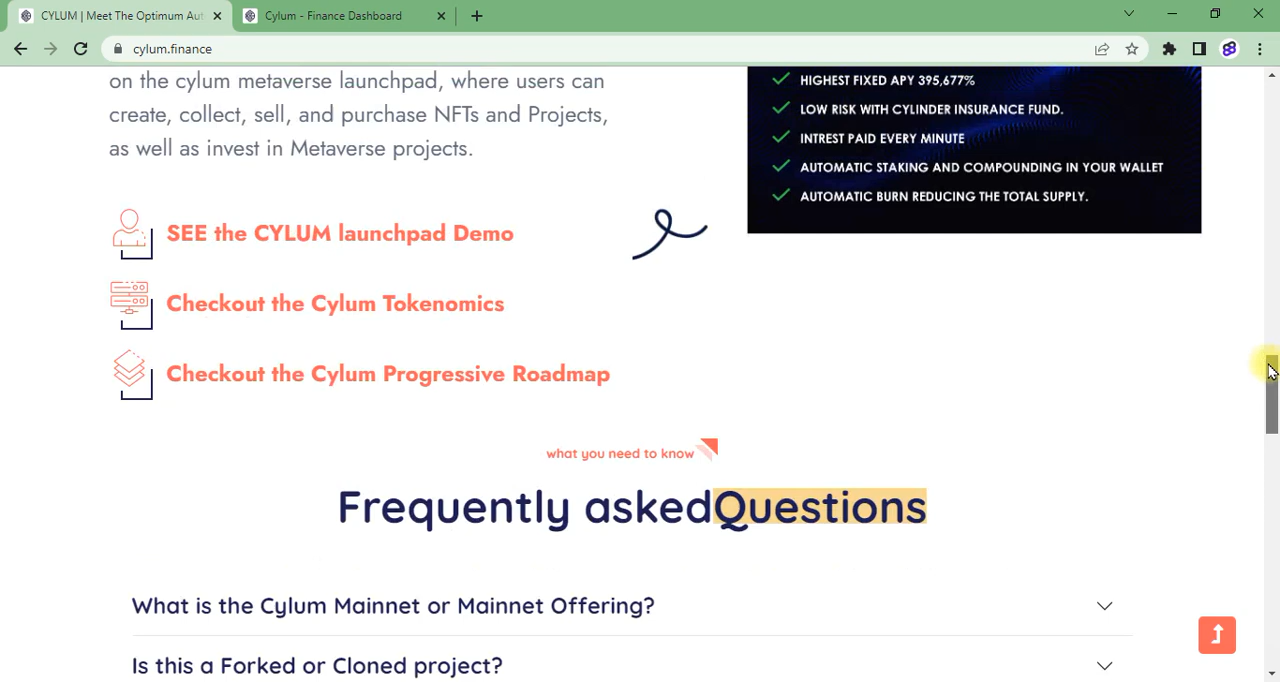 CYLUM | Meet The Optimum Aut
Cylum - Finance Dashboard
cylum.finance
on the cylum metaverse launchpad, where users can
create, collect, sell, and purchase NFTs and Projects,
as well as invest in Metaverse projects.
HIGHEST FIXED APY 395,677%
LOW RISK WITH CYLINDER INSURANCE FUND.
INTREST PAID EVERY MINUTE
AUTOMATIC STAKING AND COMPOUNDING IN YOUR WALLET
AUTOMATIC BURN REDUCING THE TOTAL SUPPLY.
SEE the CYLUM launchpad Demo
Checkout the Cylum Tokenomics
Checkout the Cylum Progressive Roadmap
what you need to know
Frequently askedQuestions
What is the Cylum Mainnet or Mainnet Offering?
Is this a Forked or Cloned project?